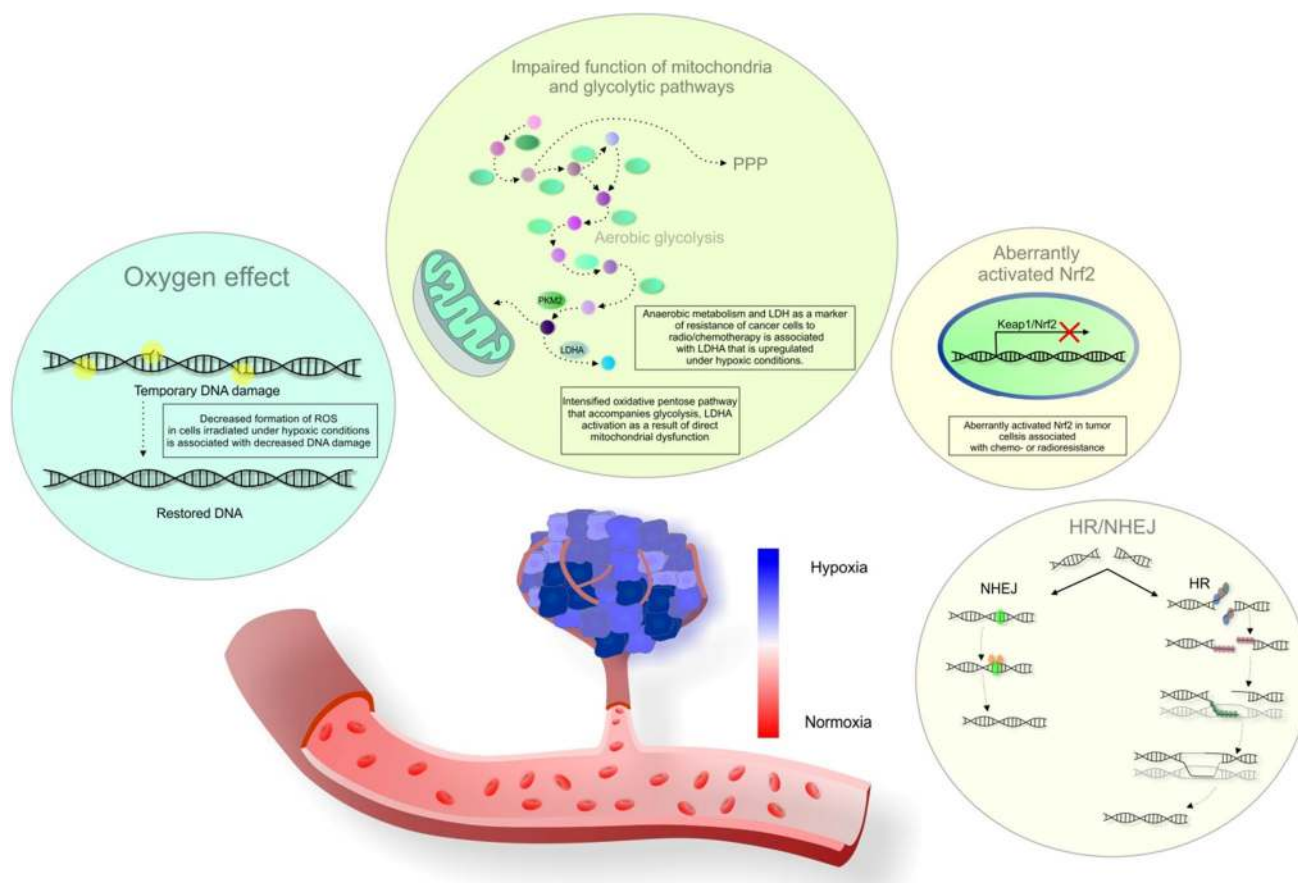 Impaired function of mitochondria
and glycolytic pathways
PPP
Aerobic glycolysis
PKM2
LDHA
Anaerobic metabolism and LDH as a marker
of resistance of cancer cells to
radio/chemotherapy is associated
with LDHA that is upregulated
under hypoxic conditions.
Intensified oxidative pentose pathway
that accompanies glycolysis, LDHA
activation as a result of direct
mitochondrial dysfunction
Oxygen effect
Temporary DNA damage
Decreased formation of ROS
in cells irradiated under hypoxic conditions
is associated with decreased DNA damage
Restored DNA
Aberrantly
activated Nrf2
Keap1/Nrf2
Aberrantly activated Nrf2 in tumor
cellsis associated
with chemo- or radioresistance
Hypoxia
Normoxia
HR/NHEJ
NHEJ
HR